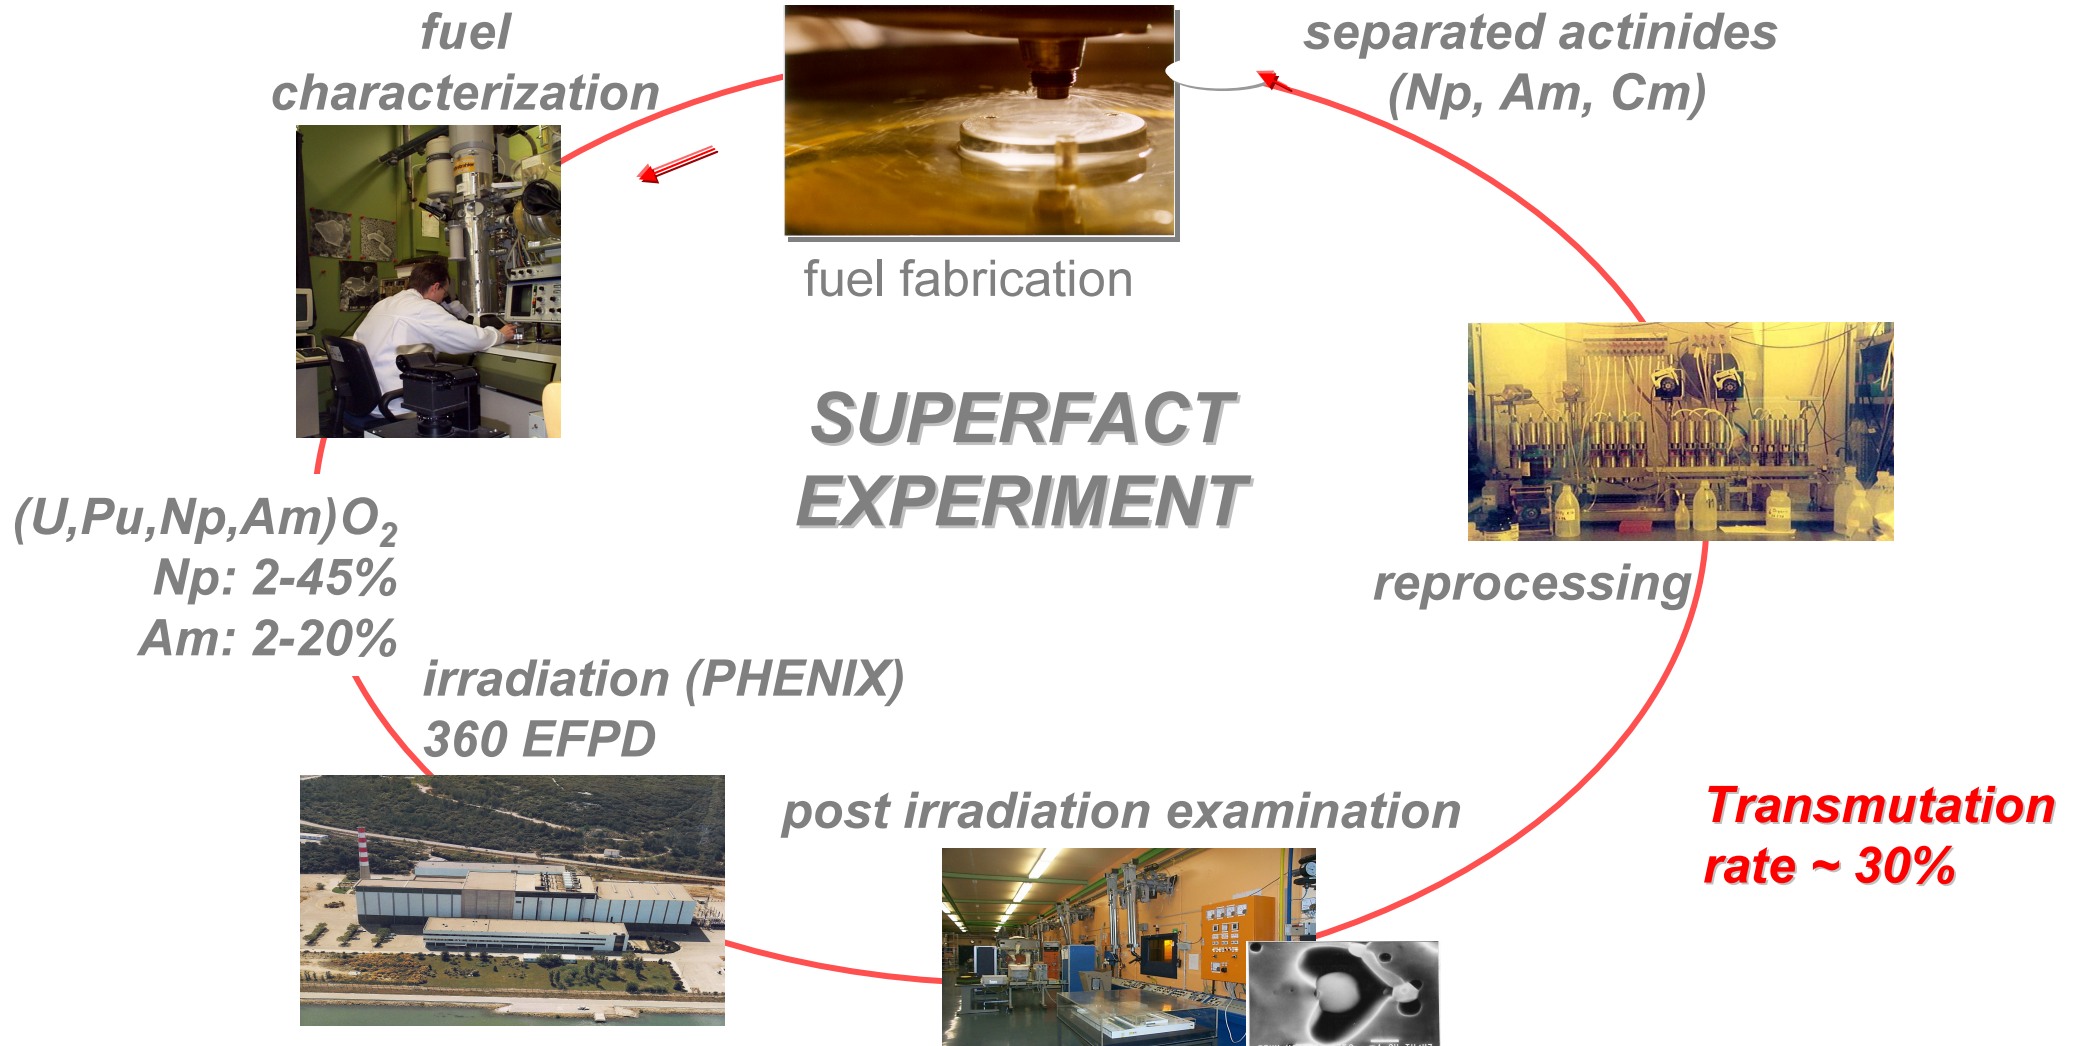 fuel
characterization
separated actinides
(Np, Am, Cm)
fuel fabrication
SUPERFACT
EXPERIMENT
(U,Pu,Np,Am)O₂
Np: 2-45%
Am: 2-20%
reprocessing
irradiation (PHENIX)
360 EFPD
post irradiation examination
Transmutation
rate ~ 30%